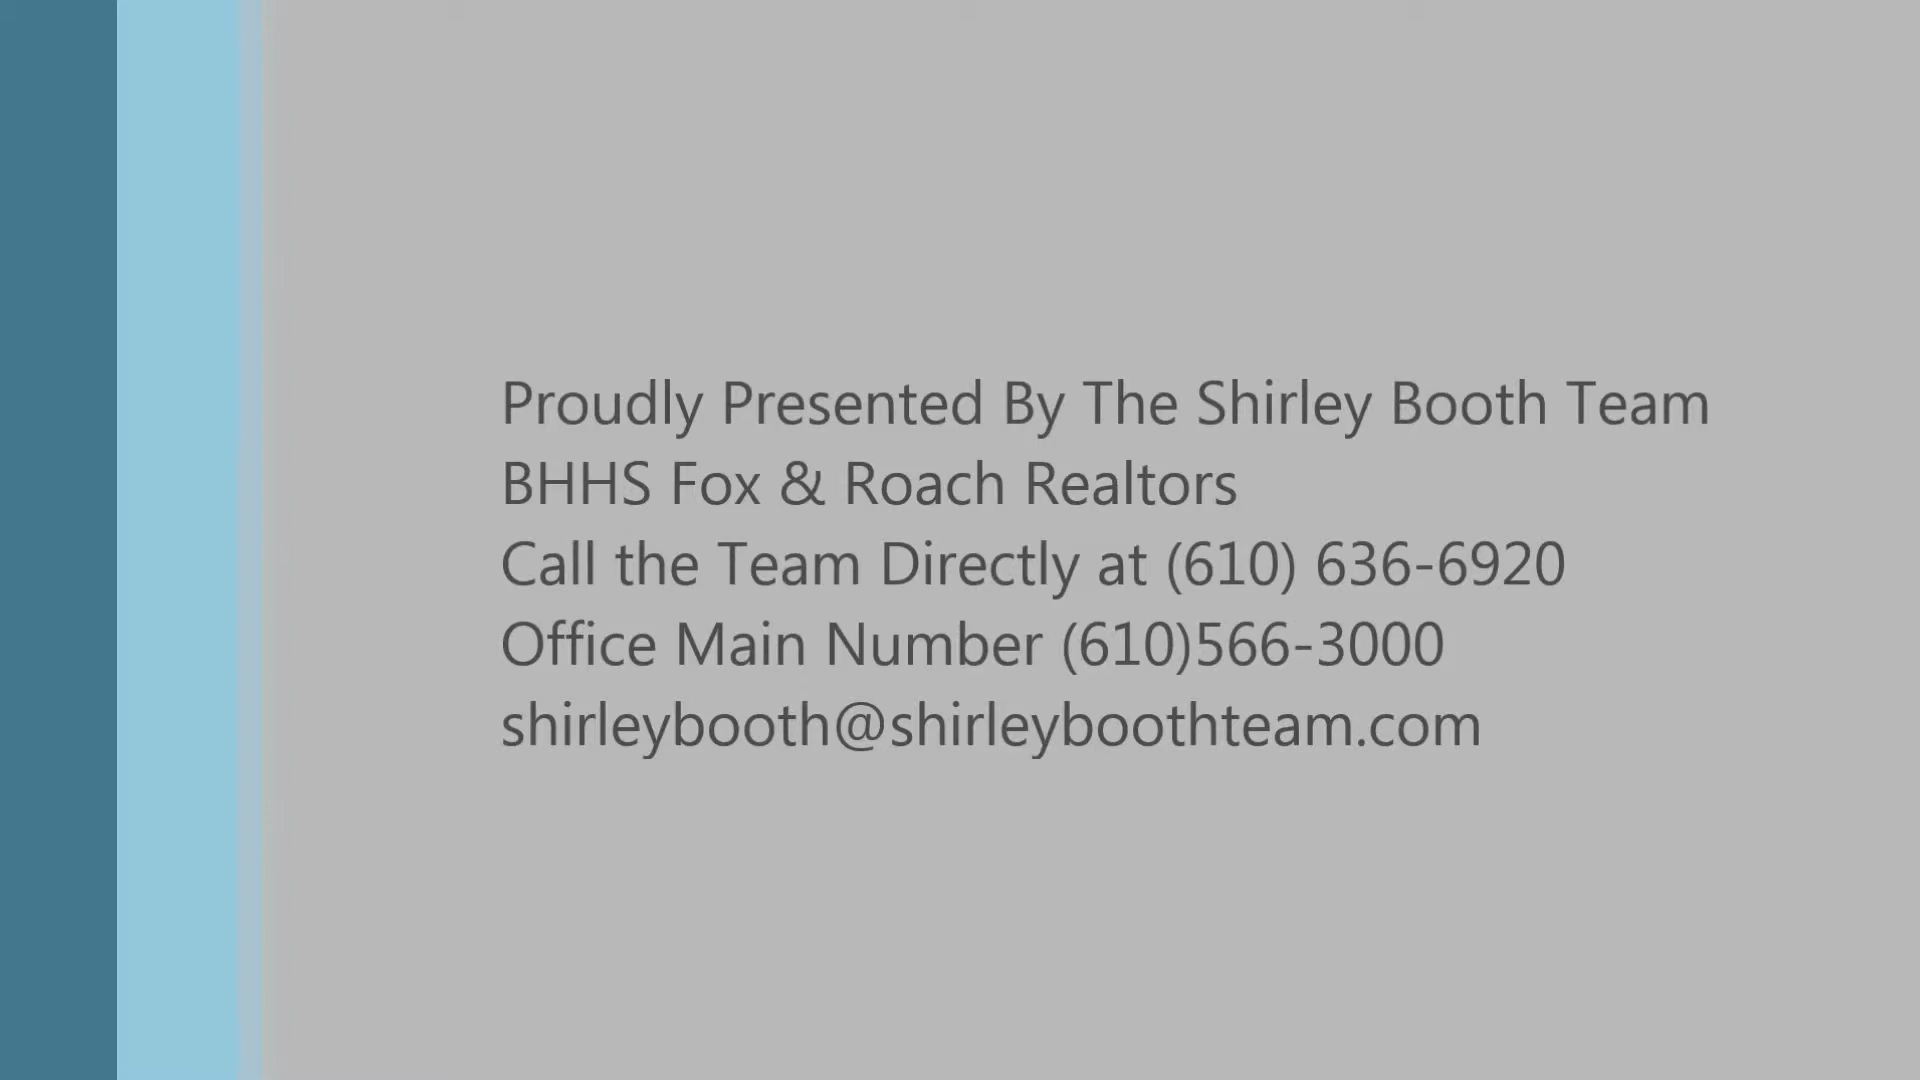 Proudly Presented By The Shirley Booth Team
BHHS Fox & Roach Realtors
Call the Team Directly at (610) 636-6920
Office Main Number (610)566-3000
shirleybooth@shirleyboothteam.com